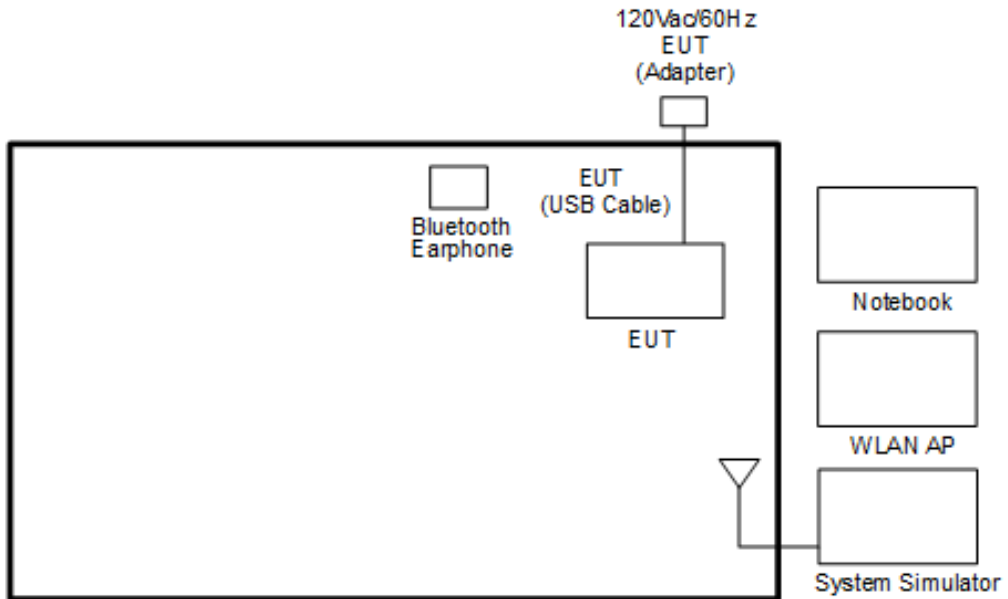 120Vac/60Hz
EUT
(Adapter)
EUT
(USB Cable)
Bluetooth
Earphone
EUT
Notebook
WLAN AP
System Simulator